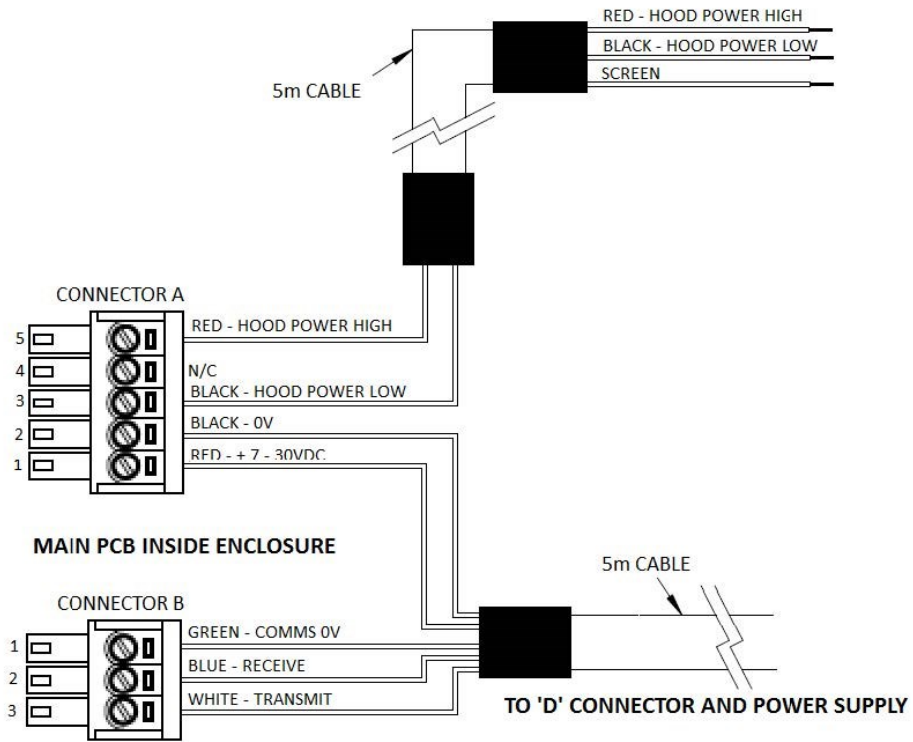 RED - HOOD POWER HIGH
BLACK - HOOD POWER LOW
SCREEN
5m CABLE
CONNECTOR A
5
RED - HOOD POWER HIGH
4
N/C
3
BLACK - HOOD POWER LOW
2
BLACK - 0V
1
RED - + 7 - 30VDC
MAIN PCB INSIDE ENCLOSURE
5m CABLE
CONNECTOR B
1
GREEN - COMMS 0V
2
BLUE - RECEIVE
3
WHITE - TRANSMIT
TO 'D' CONNECTOR AND POWER SUPPLY